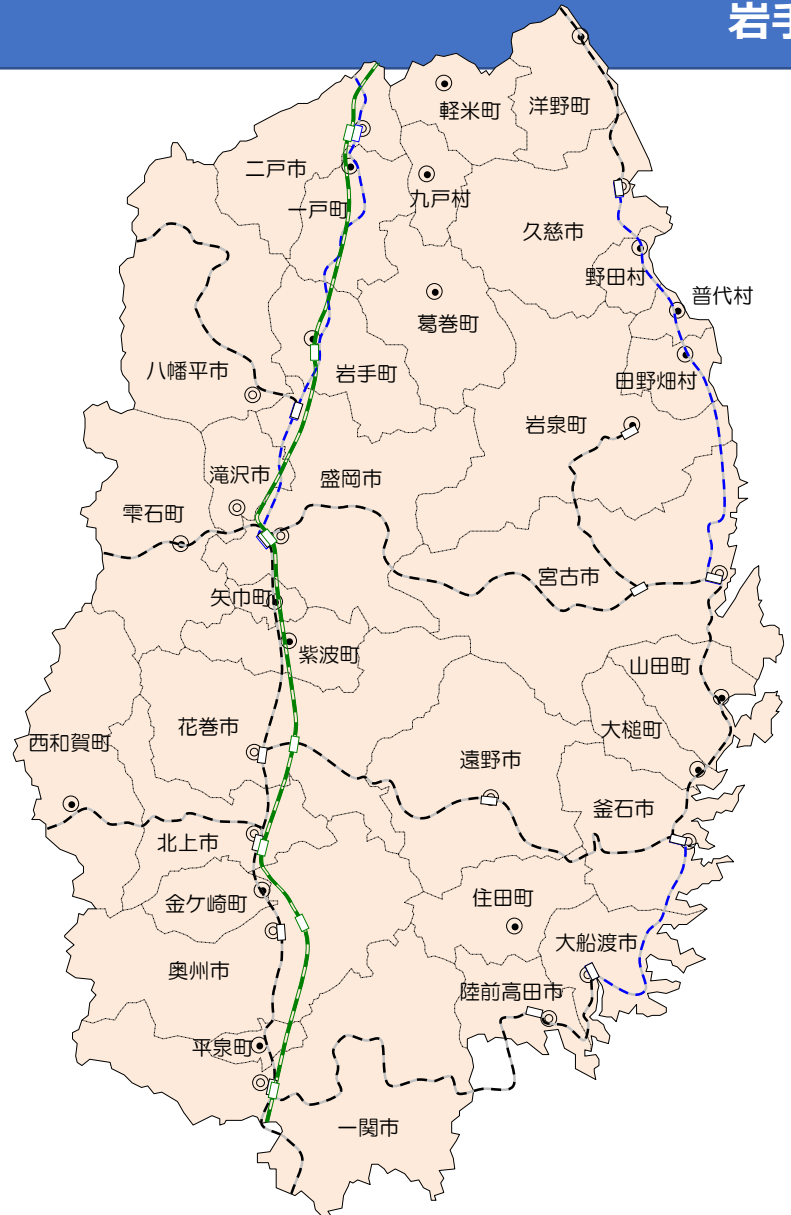 岩手
軽米町
洋野町
二戸市
一戸町
九戸村
久慈市
野田村
普代村
葛巻町
八幡平市
岩手町
田野畑村
岩泉町
滝沢市
盛岡市
雫石町
宮古市
矢巾町
紫波町
山田町
花巻市
大槌町
西和賀町
遠野市
釜石市
北上市
金ケ崎町
住田町
大船渡市
奥州市
陸前高田市
平泉町
一関市